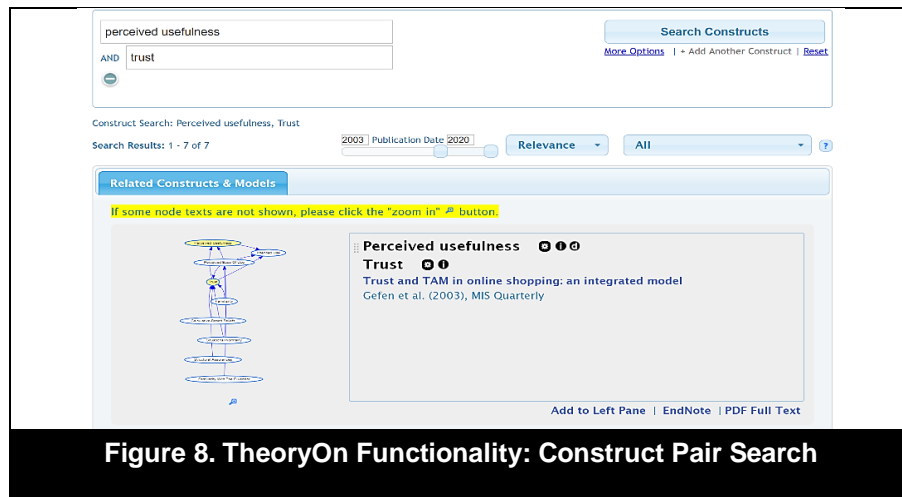 perceived usefulness
Search Constructs
AND trust
More Options | + Add Another Construct | Reset
Construct Search: Perceived usefulness, Trust
Search Results: 1 - 7 of 7
2003 Publication Date 2020
Relevance
All
?
Related Constructs & Models
If some node texts are not shown, please click the "zoom in" button.
Perceived usefulness
Trust
Trust and TAM in online shopping: an integrated model
Gefen et al. (2003), MIS Quarterly
Perceived Usefulness
Trust
Add to Left Pane | EndNote | PDF Full Text
Figure 8. TheoryOn Functionality: Construct Pair Search